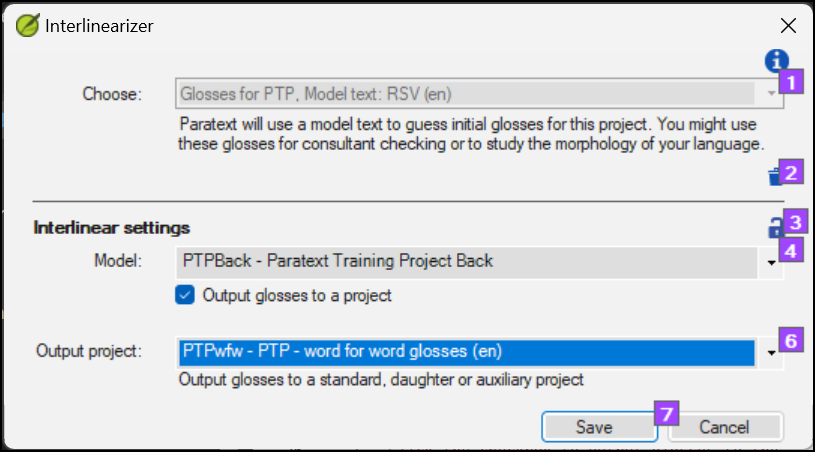 Interlinearizer
1
Choose: Glosses for PTP, Model text: RSV (en)
Paratext will use a model text to guess initial glosses for this project. You might use
these glosses for consultant checking or to study the morphology of your language.
2
Interlinear settings 3
Model: PTPBack - Paratext Training Project Back 4
Output glosses to a project
Output project: PTPwfw - PTP - word for word glosses (en) 6
Output glosses to a standard, daughter or auxiliary project
Save 7 Cancel